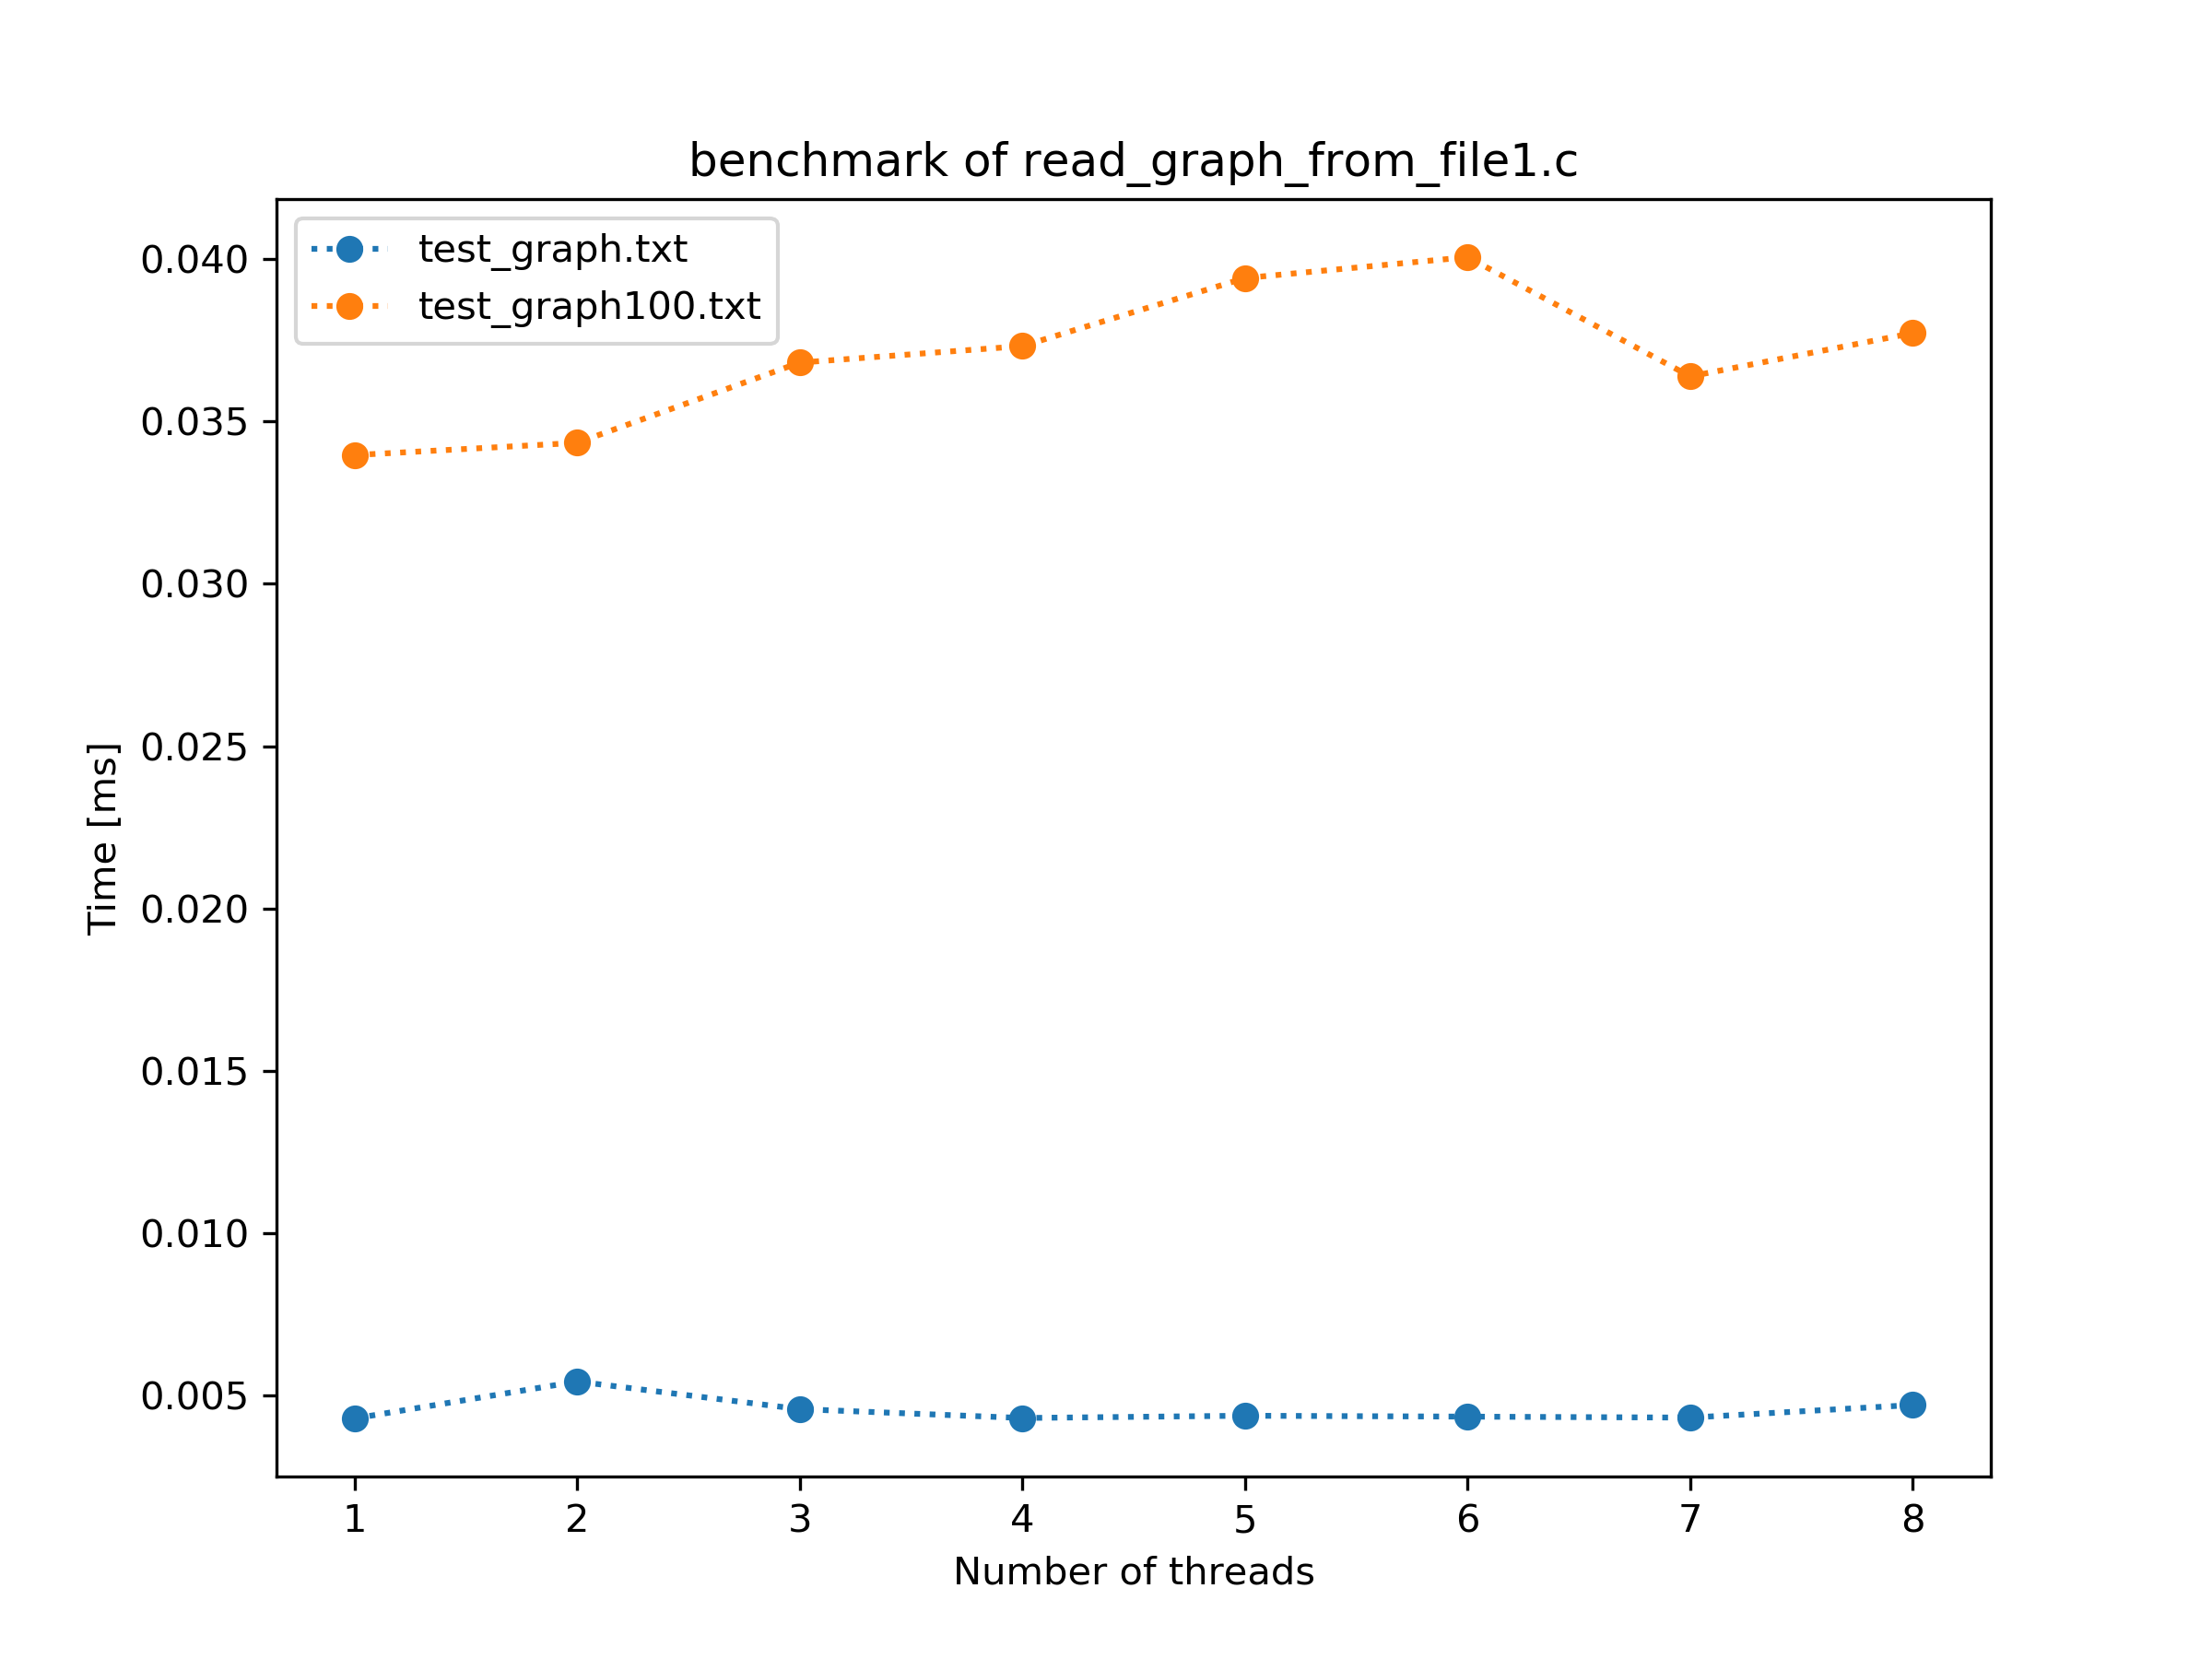 benchmark of read_graph_from_file1.c
test_graph.txt
test_graph100.txt
0.040
0.035
0.030
0.025
0.020
0.015
0.010
0.005
Time [ms]
1 2 3 4 5 6 7 8
Number of threads